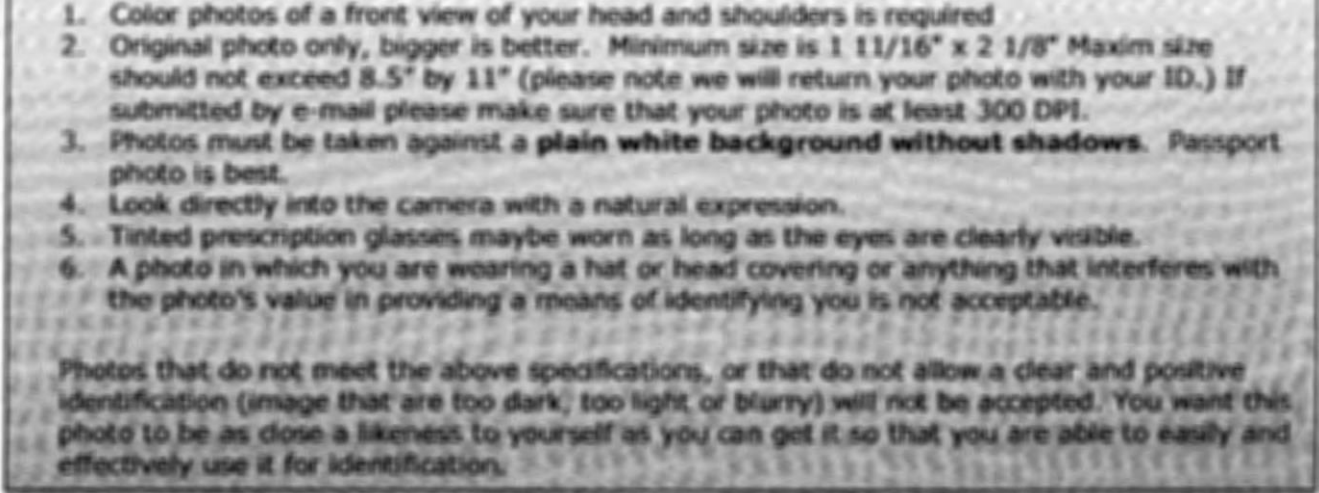 1. Color photos of a front view of your head and shoulders is required
2. Original photo only, bigger is better. Minimum size is 1 11/16" x 2 1/8" Maxim size
should not exceed 8.5" by 11" (please note we will return your photo with your ID.) If
submitted by e-mail please make sure that your photo is at least 300 DPI.
3. Photos must be taken against a plain white background without shadows. Passport
photo is best.
4. Look directly into the camera with a natural expression.
5. Tinted prescription glasses maybe worn as long as the eyes are clearly visible.
6. A photo in which you are wearing a hat or head covering or anything that interferes with
the photo's value in providing a means of identifying you is not acceptable.
Photos that do not meet the above specifications, or that do not allow a clear and positive
identification (image that are too dark, too light or blurry) will not be accepted. You want this
photo to be as close a likeness to yourself as you can get it so that you are able to easily and
effectively use it for identification.